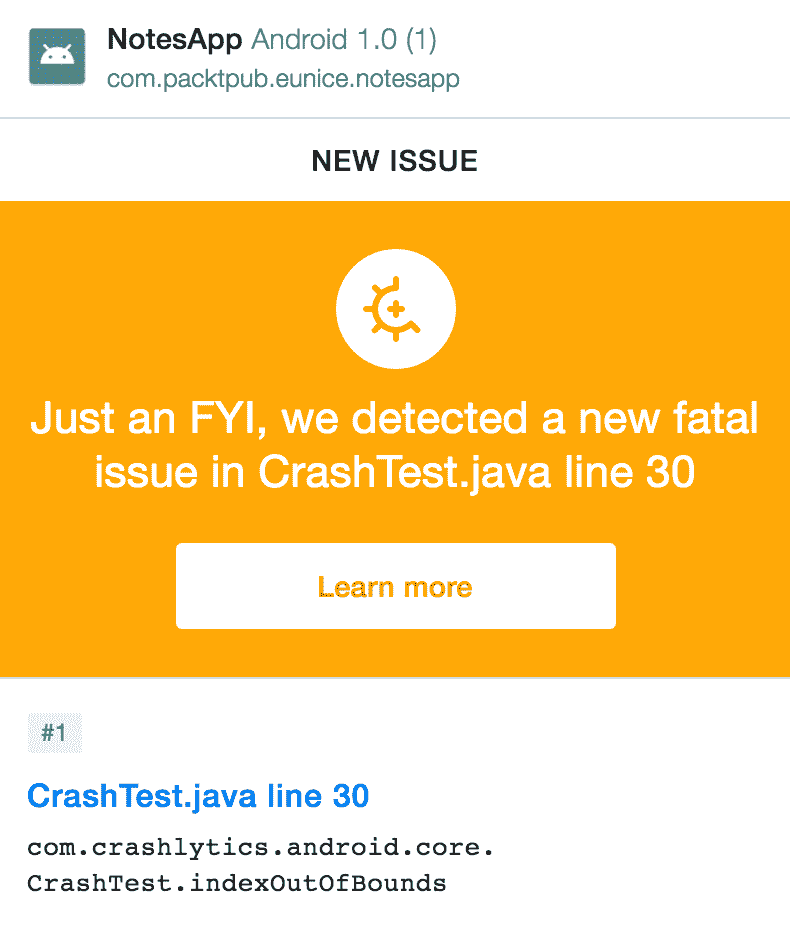 NotesApp Android 1.0 (1)
com.packtpub.eunice.notesapp
NEW ISSUE
Just an FYI, we detected a new fatal
issue in CrashTest.java line 30
Learn more
#1
CrashTest.java line 30
com.crashlytics.android.core.
CrashTest.indexOutOfBounds